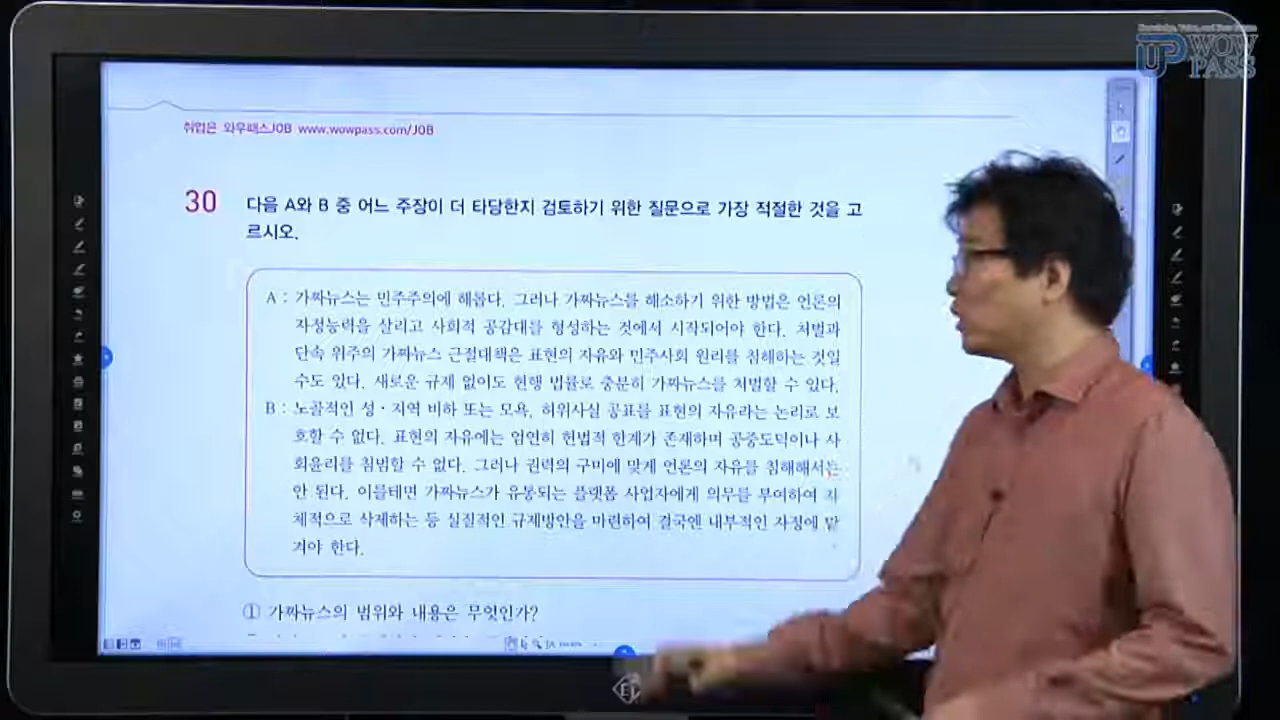 WOW
PASS
취업은 와우패스JOB www.wowpass.com/JOB
30 다음 A와 B 중 어느 주장이 더 타당한지 검토하기 위한 질문으로 가장 적절한 것을 고
르시오.
A : 가짜뉴스는 민주주의에 해롭다. 그러나 가짜뉴스를 해소하기 위한 방법은 언론의
자정능력을 살리고 사회적 공감대를 형성하는 것에서 시작되어야 한다. 처벌과
단속 위주의 가짜뉴스 근절대책은 표현의 자유와 민주사회 원리를 침해하는 것일
수도 있다. 새로운 규제 없이도 현행 법률로 충분히 가짜뉴스를 처벌할 수 있다.
B : 노골적인 성·지역 비하 또는 모욕, 허위사실 공표를 표현의 자유라는 논리로 보
호할 수 없다. 표현의 자유에는 엄연히 헌법적 한계가 존재하며 공중도덕이나 사
회윤리를 침범할 수 없다. 그러나 권력의 구미에 맞게 언론의 자유를 침해해서는
안 된다. 이를테면 가짜뉴스가 유통되는 플랫폼 사업자에게 의무를 부여하여 자
체적으로 삭제하는 등 실질적인 규제방안을 마련하여 결국엔 내부적인 자정에 맡
겨야 한다.
① 가짜뉴스의 범위와 내용은 무엇인가?